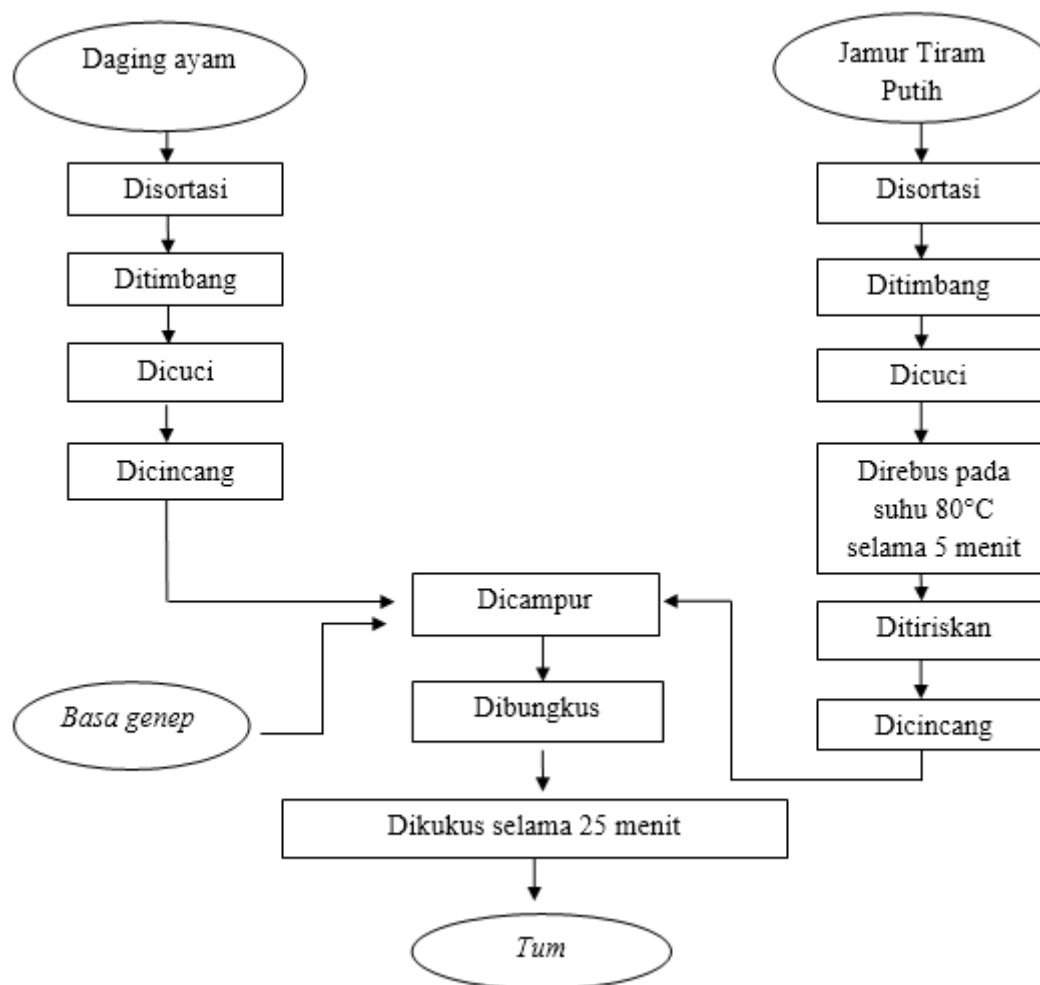 Daging ayam
Disortasi
Ditimbang
Dicuci
Dicincang
Jamur Tiram
Putih
Disortasi
Ditimbang
Dicuci
Direbus pada
suhu 80°C
selama 5 menit
Ditiriskan
Dicincang
Basa genep
Dicampur
Dibungkus
Dikukus selama 25 menit
Tum